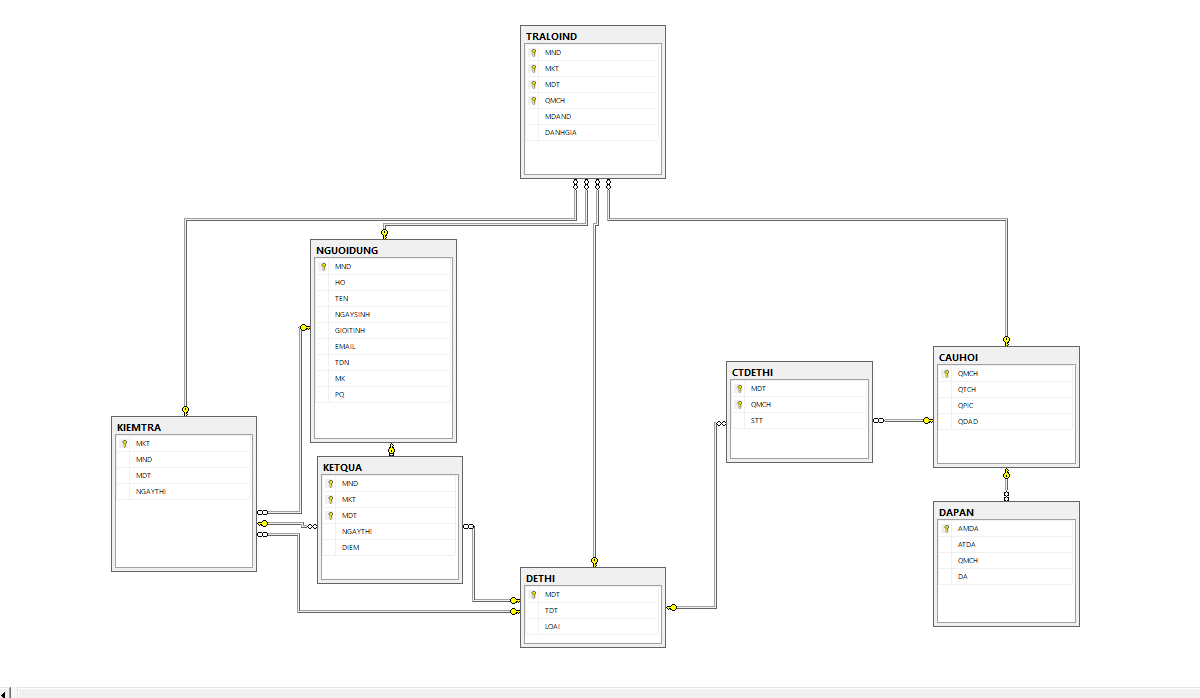 TRALOIND
MND
MKT
MDT
QMCH
MDAND
DANHGIA
NGUOIDUNG
MND
HO
TEN
NGAYSINH
GIOITINH
EMAIL
TDN
MK
PQ
CAUHOI
QMCH
QTCH
QPIC
QDAD
CTDETHI
MDT
QMCH
STT
KIEMTRA
MKT
MND
MDT
NGAYTHI
KETQUA
MND
MKT
MDT
NGAYTHI
DIEM
DAPAN
AMDA
ATDA
QMCH
DA
DETHI
MDT
TDT
LOAI